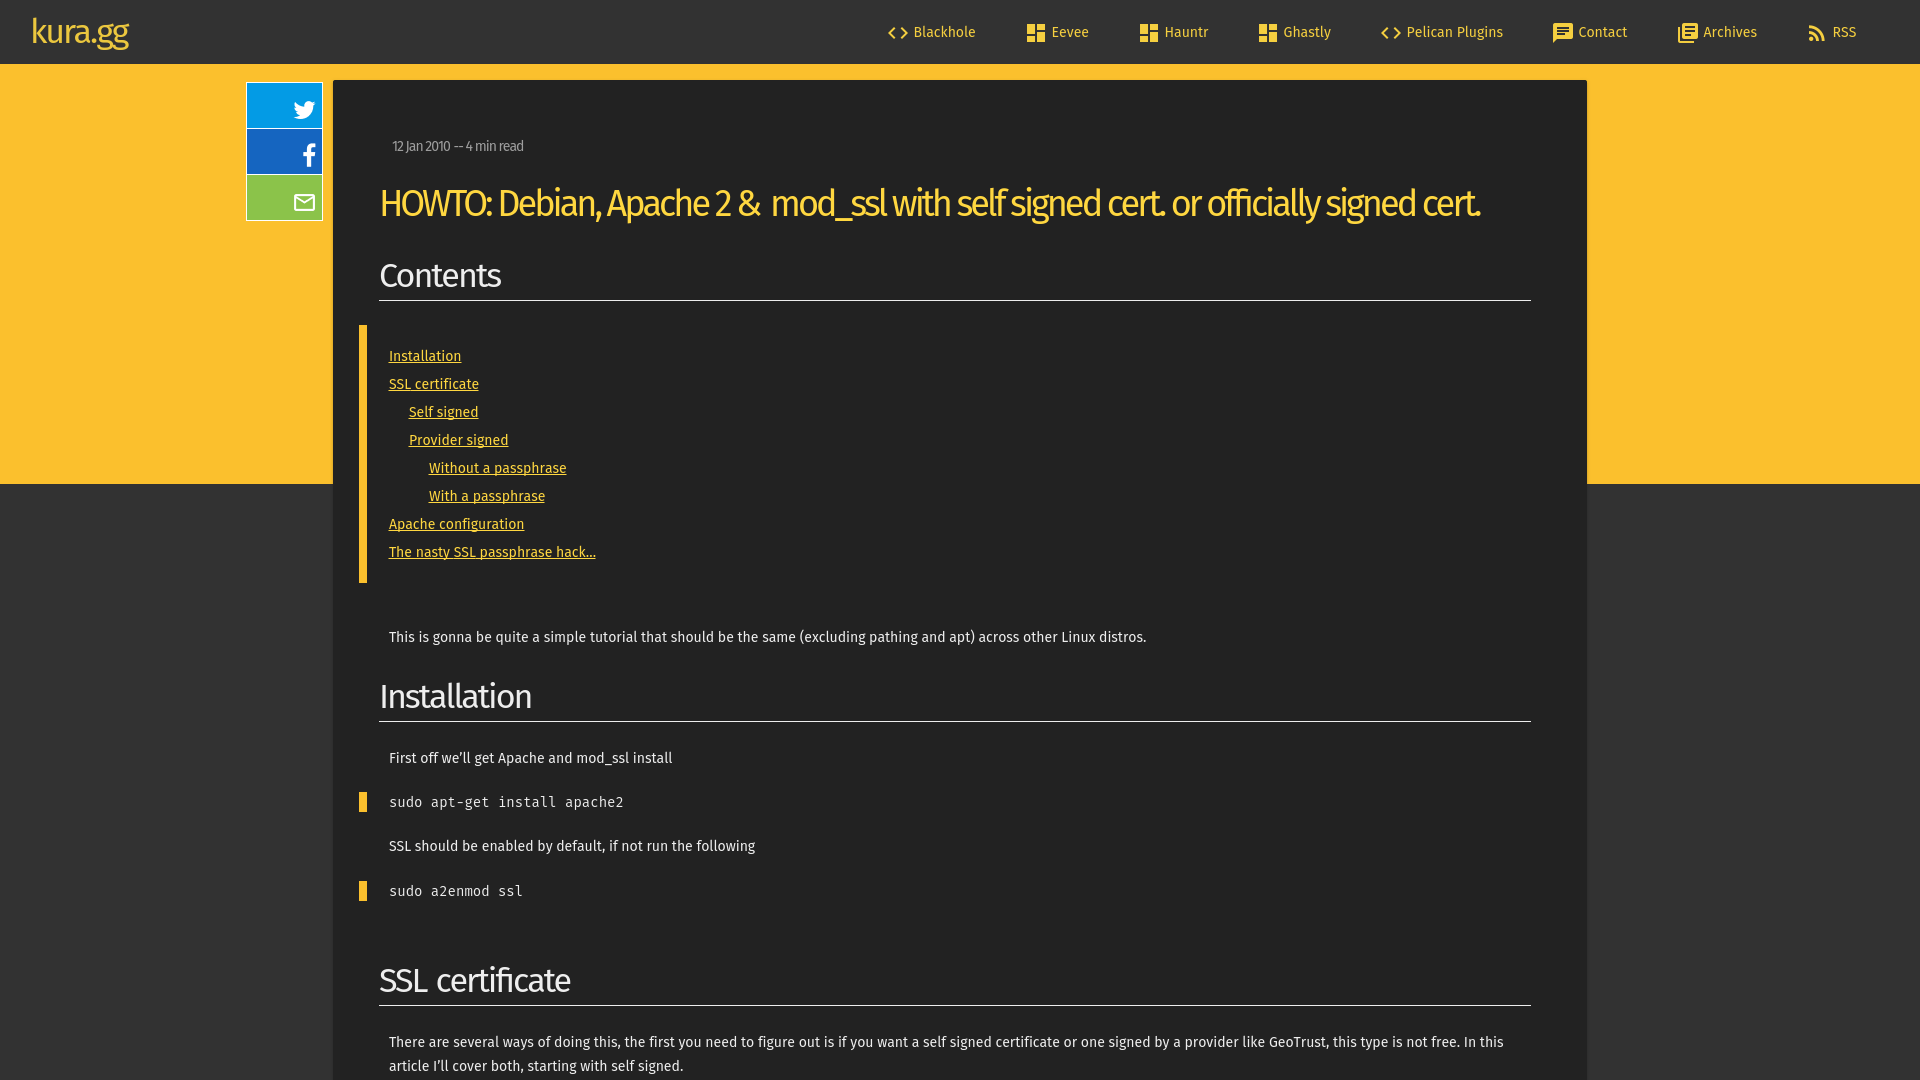 kura.gg
Blackhole
Eevee
Hauntr
Ghastly
Pelican Plugins
Contact
Archives
RSS
12 Jan 2010 -- 4 min read
HOWTO: Debian, Apache 2 & mod_ssl with self signed cert. or officially signed cert.
Contents
Installation
SSL certificate
Self signed
Provider signed
Without a passphrase
With a passphrase
Apache configuration
The nasty SSL passphrase hack…
This is gonna be quite a simple tutorial that should be the same (excluding pathing and apt) across other Linux distros.
Installation
First off we’ll get Apache and mod_ssl install
sudo apt-get install apache2
SSL should be enabled by default, if not run the following
sudo a2enmod ssl
SSL certificate
There are several ways of doing this, the first you need to figure out is if you want a self signed certificate or one signed by a provider like GeoTrust, this type is not free. In this
article I’ll cover both, starting with self signed.